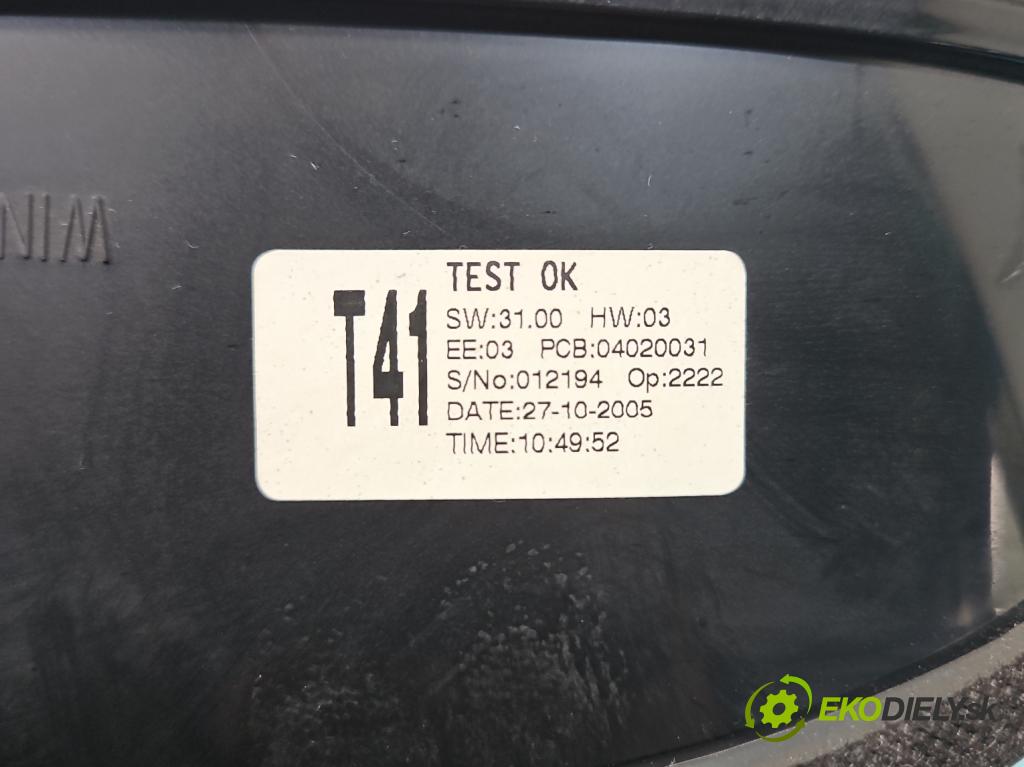 TEST OK
T41
SW:31.00 HW:03
EE:03 PCB:04020031
S/No:012194 Op:2222
DATE:27-10-2005
TIME:10:49:52
EKODIELY.sk